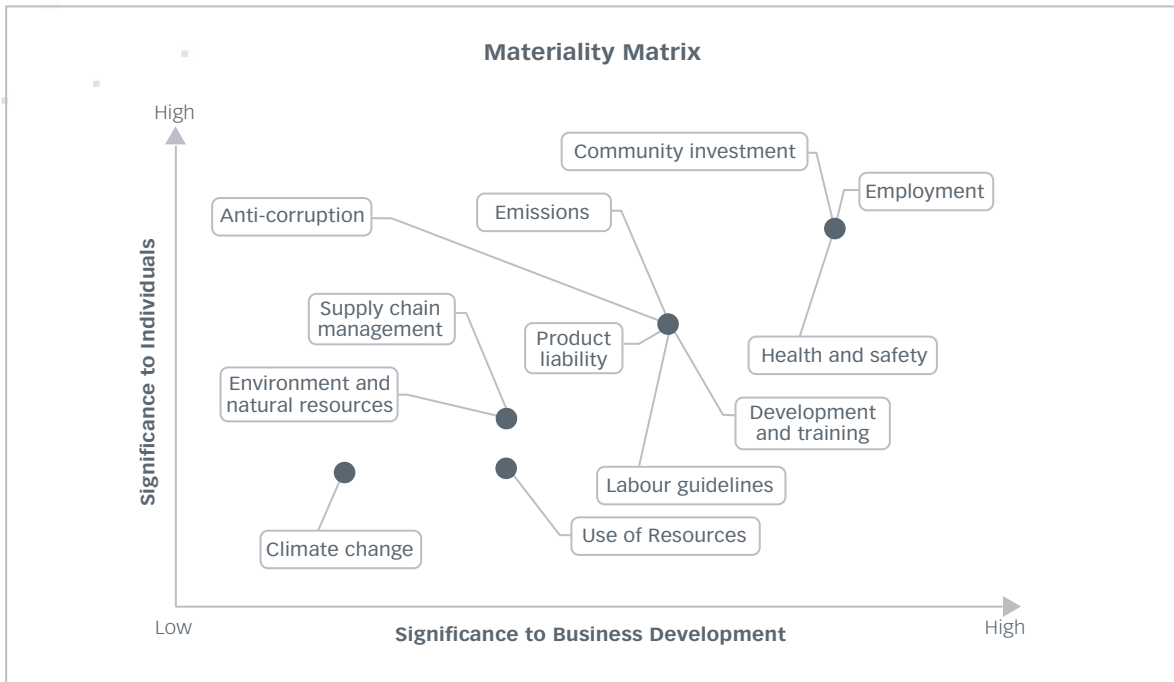 Materiality Matrix
High
Community investment
Employment
Anti-corruption
Emissions
Supply chain
management
Product
liability
Health and safety
Environment and
natural resources
Development
and training
Labour guidelines
Use of Resources
Climate change
Significance to Individuals
Low
Significance to Business Development
High